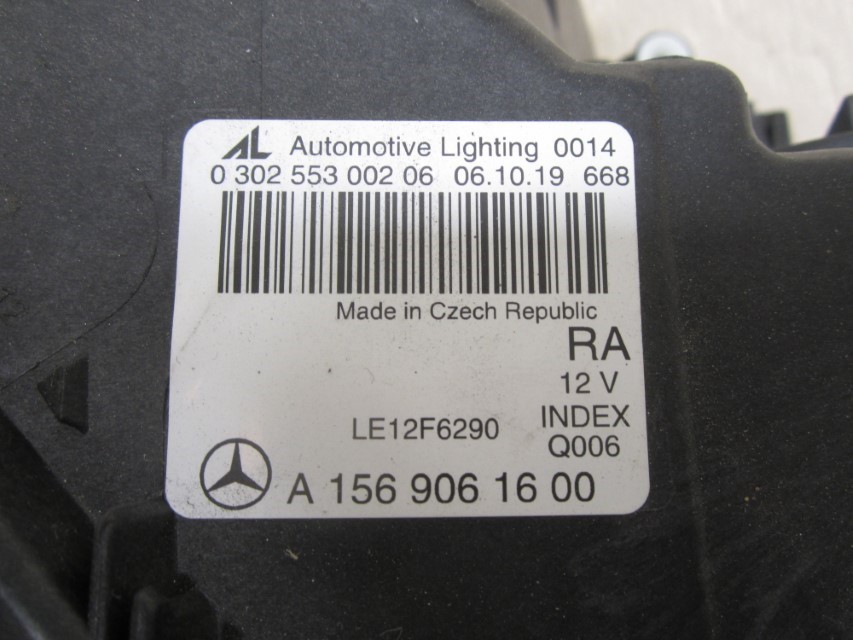 AL Automotive Lighting 0014
0 302 553 002 06 06.10.19 668
Made in Czech Republic
RA
12 V
INDEX
LE12F6290
Q006
A 156 906 16 00